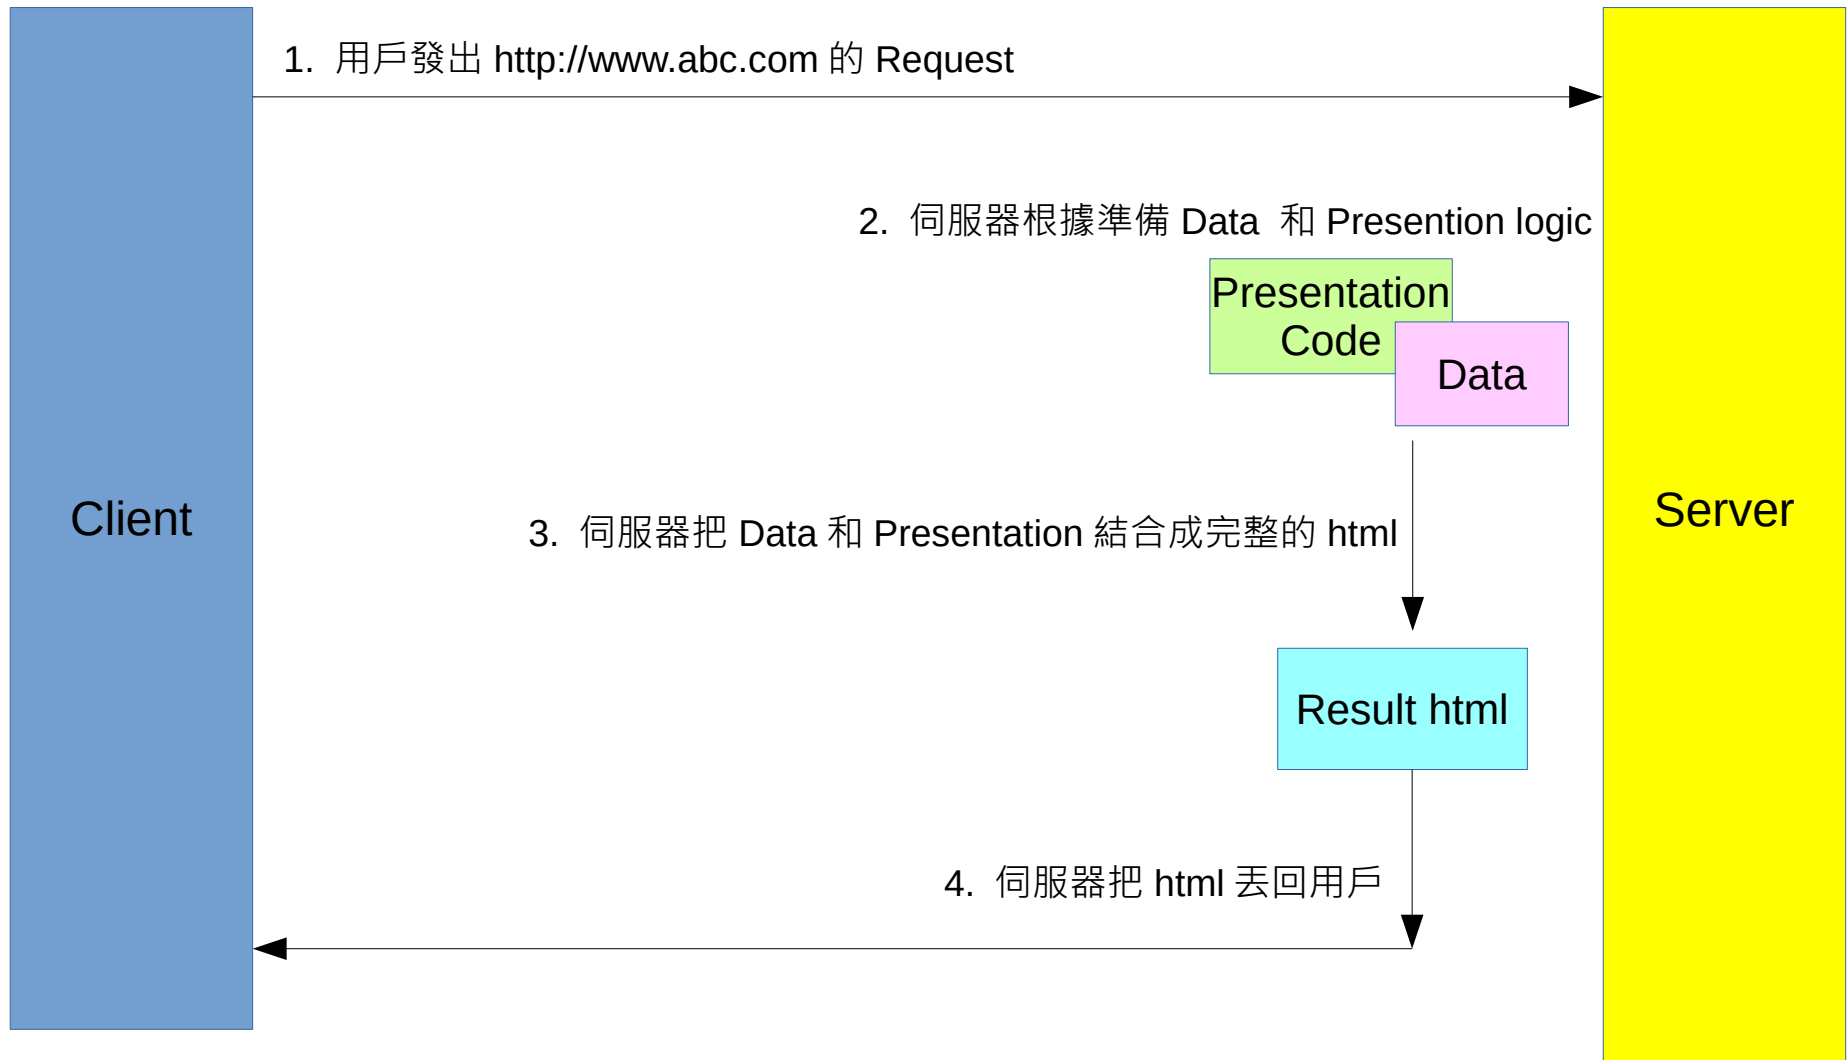 1. 用戶發出 http://www.abc.com 的 Request
2. 伺服器根據準備 Data 和 Presention logic
Presentation
Code
Data
Client
Server
3. 伺服器把 Data 和 Presentation 結合成完整的 html
Result html
4. 伺服器把 html 丟回用戶